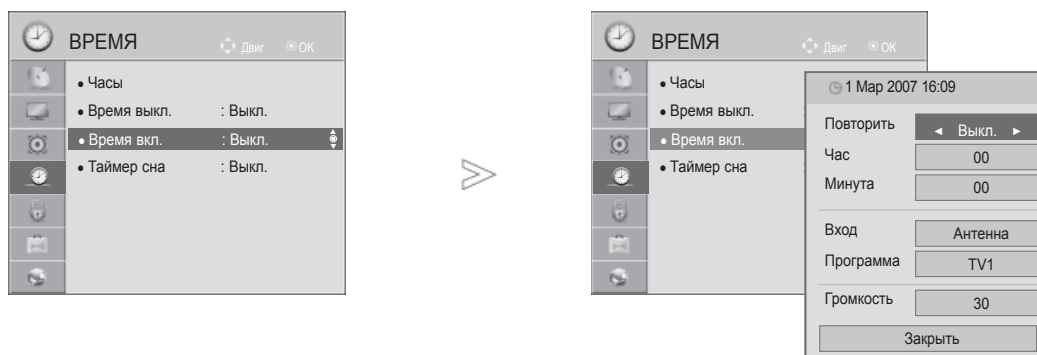 ВРЕМЯ Двиг OK
• Часы
• Время выкл. : Выкл.
• Время вкл. : Выкл.
• Таймер сна : Выкл.
ВРЕМЯ Двиг OK
• Часы
• Время выкл. :
• Время вкл.
• Таймер сна :
1 Мар 2007 16:09
Повторить ◄ Выкл. ►
Час 00
Минута 00
Вход Антенна
Программа TV1
Громкость 30
Закрыть